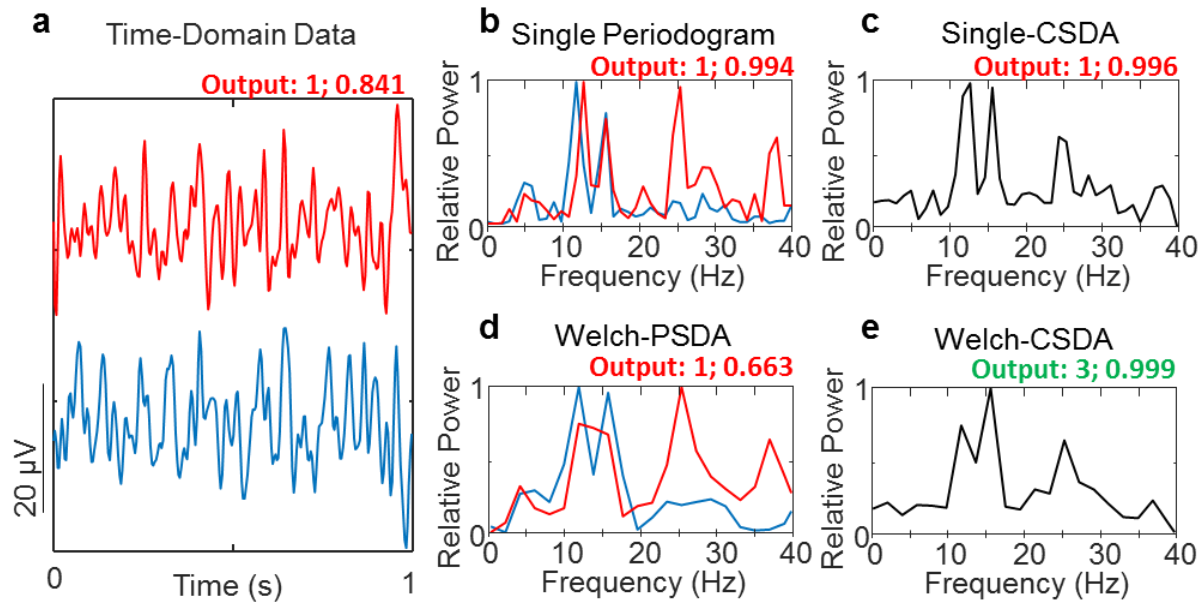 a
Time-Domain Data
Output: 1; 0.841
20 µV
0
1
Time (s)
b
Single Periodogram
Output: 1; 0.994
1
Relative Power
0
0
10
20
30
40
Frequency (Hz)
c
Single-CSDA
Output: 1; 0.996
1
Relative Power
0
0
10
20
30
40
Frequency (Hz)
d
Welch-PSDA
Output: 1; 0.663
1
Relative Power
0
0
10
20
30
40
Frequency (Hz)
e
Welch-CSDA
Output: 3; 0.999
1
Relative Power
0
0
10
20
30
40
Frequency (Hz)